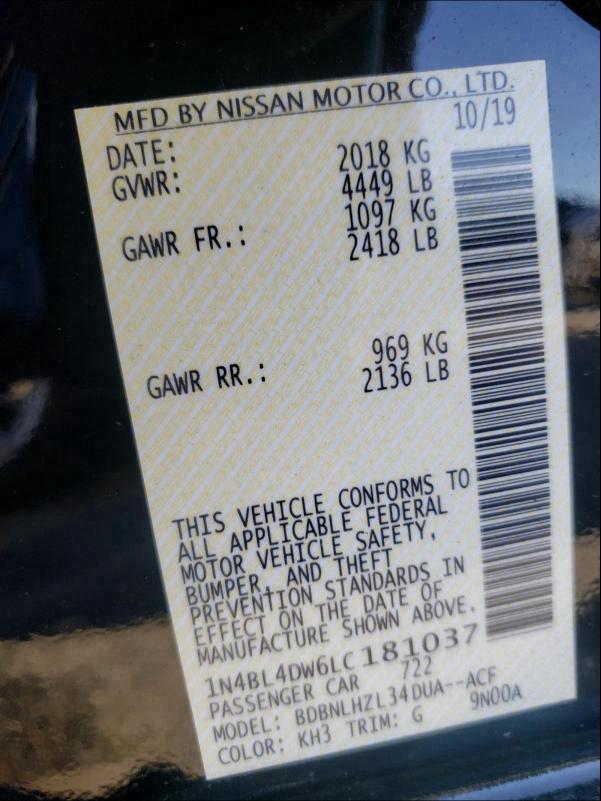 MFD BY NISSAN MOTOR CO., LTD.
DATE: 10/19
GVWR: 2018 KG
4449 LB
GAWR FR.: 1097 KG
2418 LB
GAWR RR.: 969 KG
2136 LB
THIS VEHICLE CONFORMS TO
ALL APPLICABLE FEDERAL
MOTOR VEHICLE SAFETY,
BUMPER, AND THEFT
PREVENTION STANDARDS IN
EFFECT ON THE DATE OF
MANUFACTURE SHOWN ABOVE.
1N4BL4DW6LC181037
PASSENGER CAR 722
MODEL: BDBNLHZL34DUA--ACF
COLOR: KH3 TRIM: G 9N00A